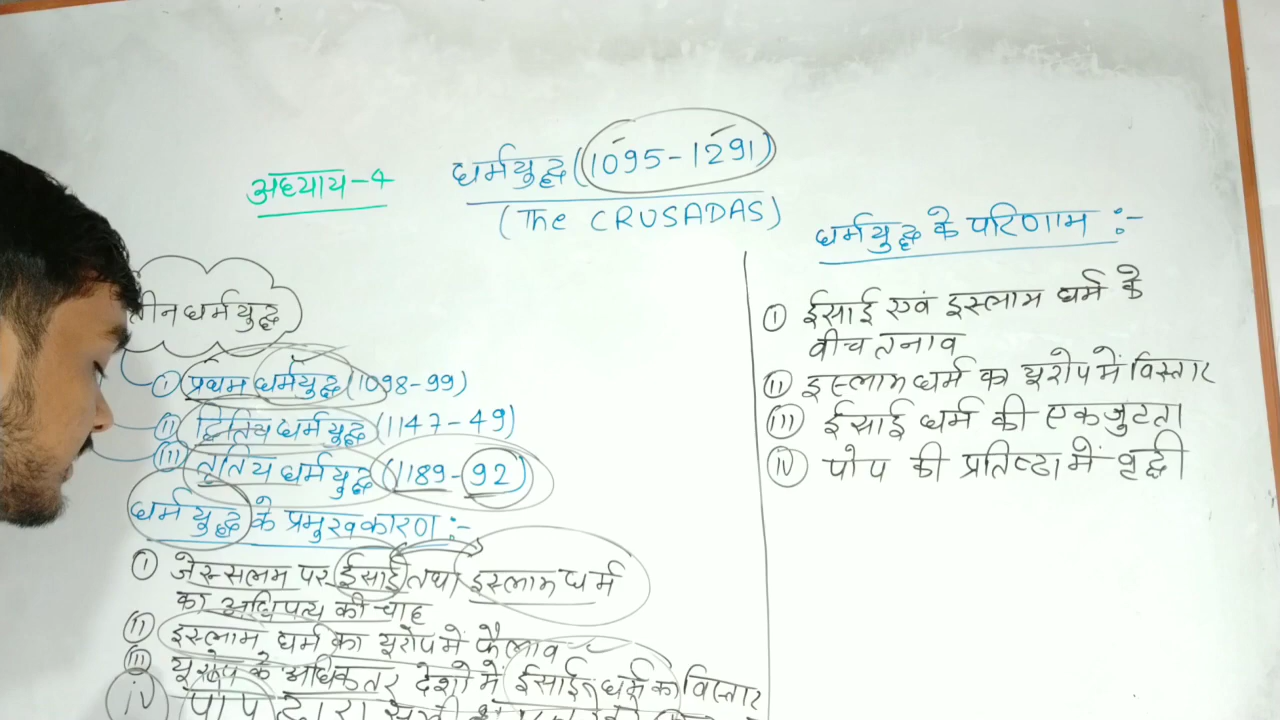 अध्याय-4
धर्मयुद्ध (1095-1291)
(The CRUSADAS)
तीन धर्म युद्ध
(i) प्रथम धर्मयुद्ध (1098-99)
(ii) द्वितिय धर्म युद्ध (1147-49)
(iii) तृतिय धर्मयुद्ध (1189-92)
धर्म युद्ध के प्रमुख कारण :-
(i) जेरूसलम पर ईसाई तथा इस्लाम धर्म
का अधिपत्य की चाह
(ii) इस्लाम धर्म का यूरोप में फैलाव
(iii) यूरोप के अधिकतर देशो में ईसाई धर्म का विस्तार
(iv) पोप द्वारा
धर्मयुद्ध के परिणाम :-
(i) ईसाई एवं इस्लाम धर्म के
बीच तनाव
(ii) इस्लाम धर्म का यूरोप में विस्तार
(iii) ईसाई धर्म की एकजुटता
(iv) पोप की प्रतिष्ठा में वृद्धी